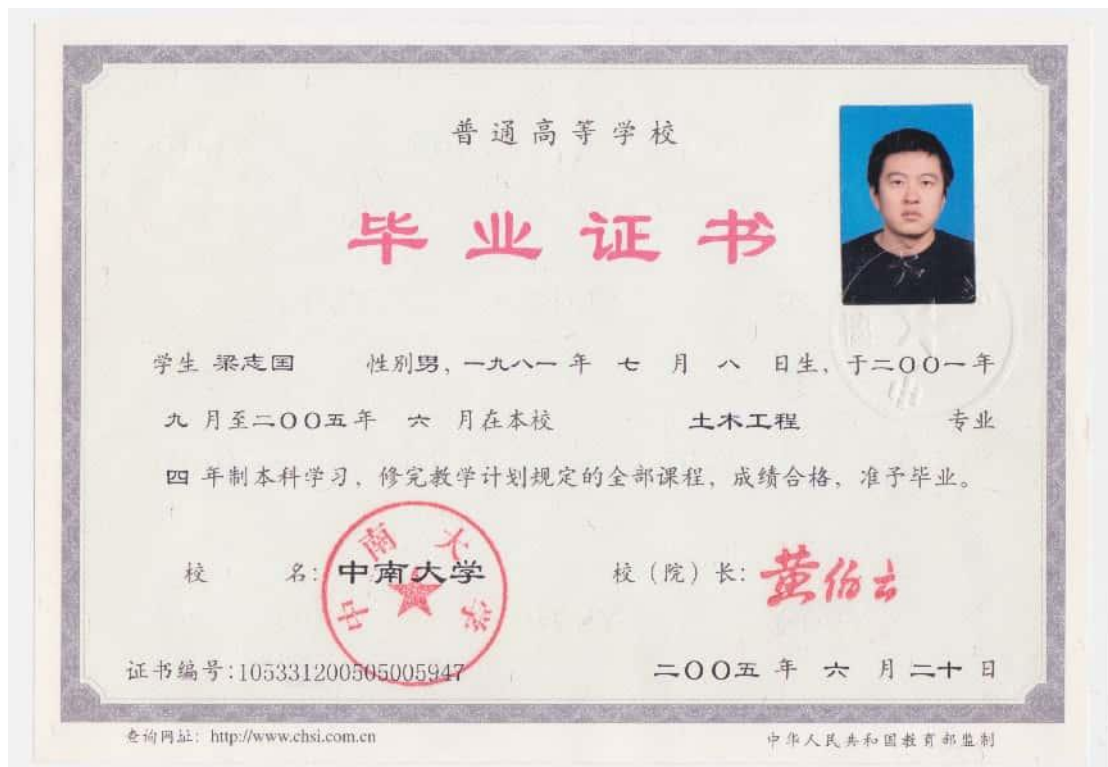 普通高等学校
毕业证书
学生 梁志国 性别男，一九八一年 七 月 八 日生，于二〇〇一年
九 月至二〇〇五年 六 月在本校 土木工程 专业
四 年制本科学习，修完教学计划规定的全部课程，成绩合格，准予毕业。
校 名：中南大学 校（院）长：黄伯云
中南大学
证书编号：105331200505005947 二〇〇五年 六 月二十日
查询网址：http://www.chsi.com.cn 中华人民共和国教育部监制